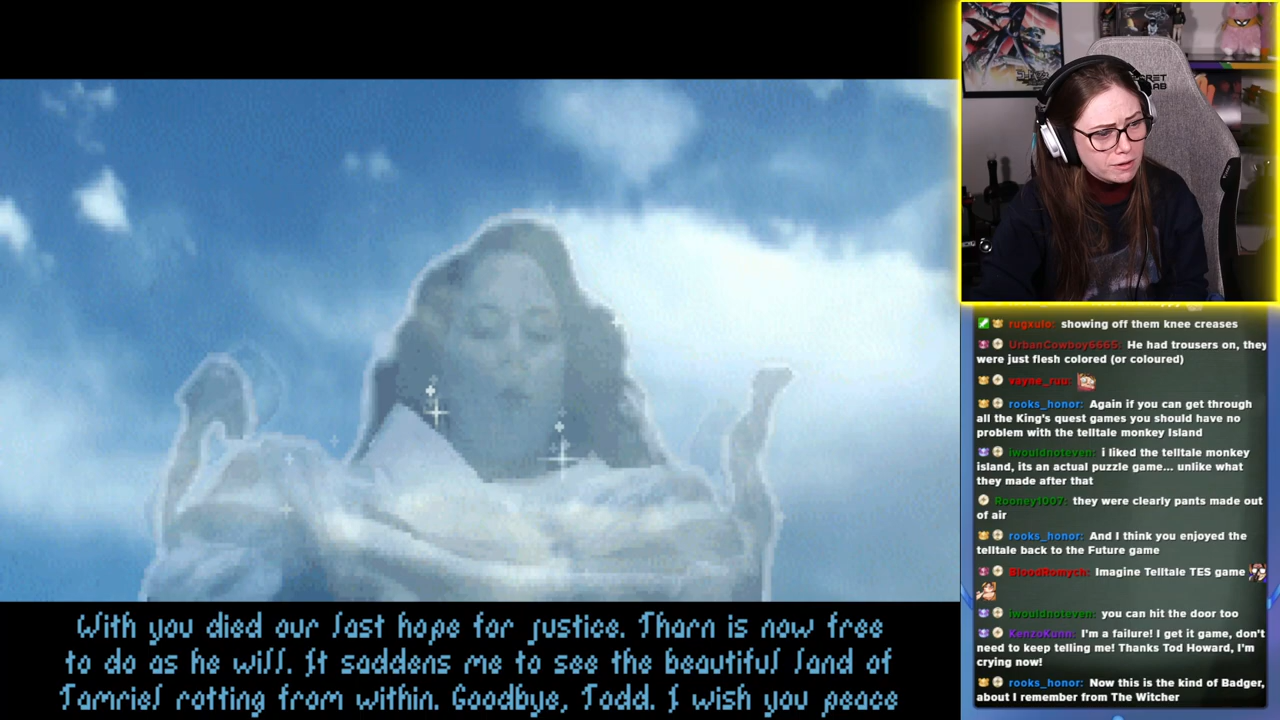 With you died our last hope for justice. Tharn is now free
to do as he will. It saddens me to see the beautiful land of
Tamriel rotting from within. Goodbye, Todd. I wish you peace
rugxulo: showing off them knee creases
UrbanCowboy6665: He had trousers on, they
were just flesh colored (or coloured)
vayne_ruu:
rooks_honor: Again if you can get through
all the King's quest games you should have no
problem with the telltale monkey Island
iwouldnoteven: i liked the telltale monkey
island, its an actual puzzle game... unlike what
they made after that
Rooney1007: they were clearly pants made out
of air
rooks_honor: And I think you enjoyed the
telltale back to the Future game
BloodRomych: Imagine Telltale TES game
iwouldnoteven: you can hit the door too
KenzoKunn: I'm a failure! I get it game, don't
need to keep telling me! Thanks Tod Howard, I'm
crying now!
rooks_honor: Now this is the kind of Badger,
about I remember from The Witcher